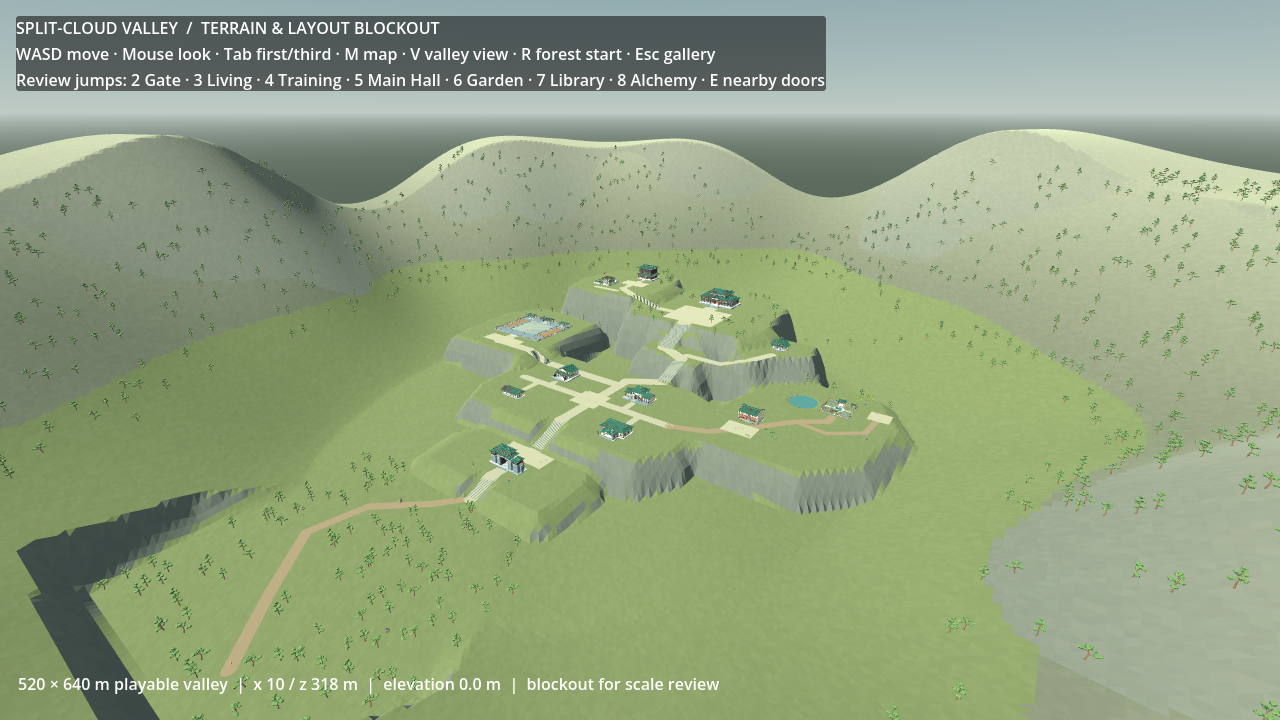 SPLIT-CLOUD VALLEY / TERRAIN & LAYOUT BLOCKOUT
WASD move · Mouse look · Tab first/third · M map · V valley view · R forest start · Esc gallery
Review jumps: 2 Gate · 3 Living · 4 Training · 5 Main Hall · 6 Garden · 7 Library · 8 Alchemy · E nearby doors
520 × 640 m playable valley | x 10 / z 318 m | elevation 0.0 m | blockout for scale review